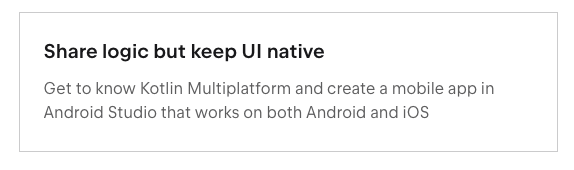 Share logic but keep UI native
Get to know Kotlin Multiplatform and create a mobile app in
Android Studio that works on both Android and iOS